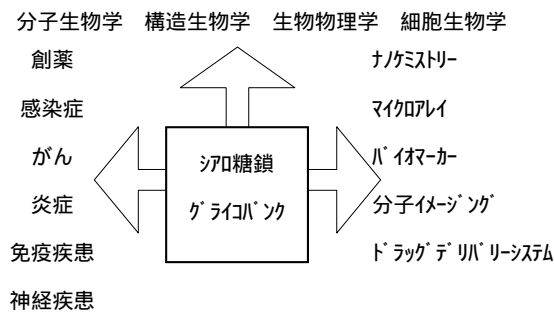 分子生物学 構造生物学 生物物理学 細胞生物学
創薬
感染症
がん
炎症
免疫疾患
神経疾患
ｼｱﾛ糖鎖
ｸﾞﾗｲｺﾊﾞﾝｸ
ﾅﾉｹﾐｽﾄﾘｰ
ﾏｲｸﾛｱﾚｲ
ﾊﾞｲｵﾏｰｶｰ
分子ｲﾒｰｼﾞﾝｸﾞ
ﾄﾞﾗｯｸﾞﾃﾞﾘﾊﾞﾘｰｼｽﾃﾑ